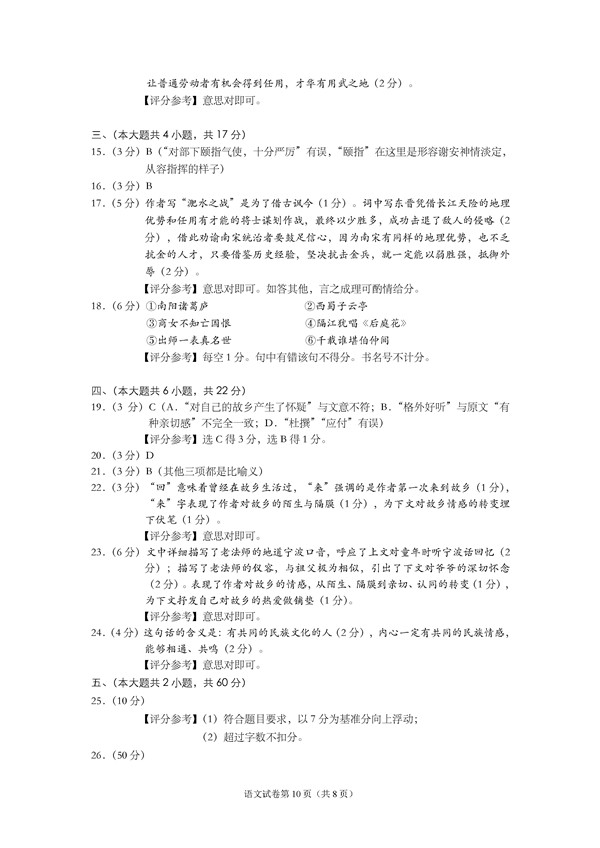 让普通劳动者有机会得到任用，才华有用武之地（2 分）。
【评分参考】意思对即可。
三、（本大题共 4 小题，共 17 分）
15.（3 分）B（“对部下颐指气使，十分严厉”有误，“颐指”在这里是形容谢安神情淡定，
从容指挥的样子）
16.（3 分）B
17.（5 分）作者写“淝水之战”是为了借古讽今（1 分）。词中写东晋凭借长江天险的地理
优势和任用有才能的将士谋划作战，最终以少胜多，成功击退了敌人的侵略（2
分），借此劝谕南宋统治者要鼓足信心，因为南宋有同样的地理优势，也不乏
抗金的人才，只要借鉴历史经验，坚决抗击金兵，就一定能以弱胜强，抵御外
辱（2 分）。
【评分参考】意思对即可。如答其他，言之成理可酌情给分。
18.（6 分）①南阳诸葛庐 ②西蜀子云亭
③商女不知亡国恨 ④隔江犹唱《后庭花》
⑤出师一表真名世 ⑥千载谁堪伯仲间
【评分参考】每空 1 分。句中有错该句不得分。书名号不计分。
四、（本大题共 6 小题，共 22 分）
19.（3 分）C（A．“对自己的故乡产生了怀疑”与文意不符；B．“格外好听”与原文“有
种亲切感”不完全一致；D．“杜撰”“应付”有误）
【评分参考】选 C 得 3 分，选 B 得 1 分。
20.（3 分）D
21.（3 分）B（其他三项都是比喻义）
22.（3 分）“回”意味着曾经在故乡生活过，“来”强调的是作者第一次来到故乡（1 分），
“来”字表现了作者对故乡的陌生与隔膜（1 分），为下文对故乡情感的转变埋
下伏笔（1 分）。
【评分参考】意思对即可。
23.（6 分）文中详细描写了老法师的地道宁波口音，呼应了上文对童年时听宁波话回忆（2
分）；描写了老法师的仪容，与祖父极为相似，引出了下文对爷爷的深切怀念
（2 分）。表现了作者对故乡的情感，从陌生、隔膜到亲切、认同的转变（1 分），
为下文抒发自己对故乡的热爱做铺垫（1 分）。
【评分参考】意思对即可。
24.（4 分）这句话的含义是：有共同的民族文化的人（2 分），内心一定有共同的民族情感，
能够相通、共鸣（2 分）。
【评分参考】意思对即可。
五、（本大题共 2 小题，共 60 分）
25.（10 分）
【评分参考】（1）符合题目要求，以 7 分为基准分向上浮动；
（2）超过字数不扣分。
26.（50 分）
语文试卷第 10 页（共 8 页）